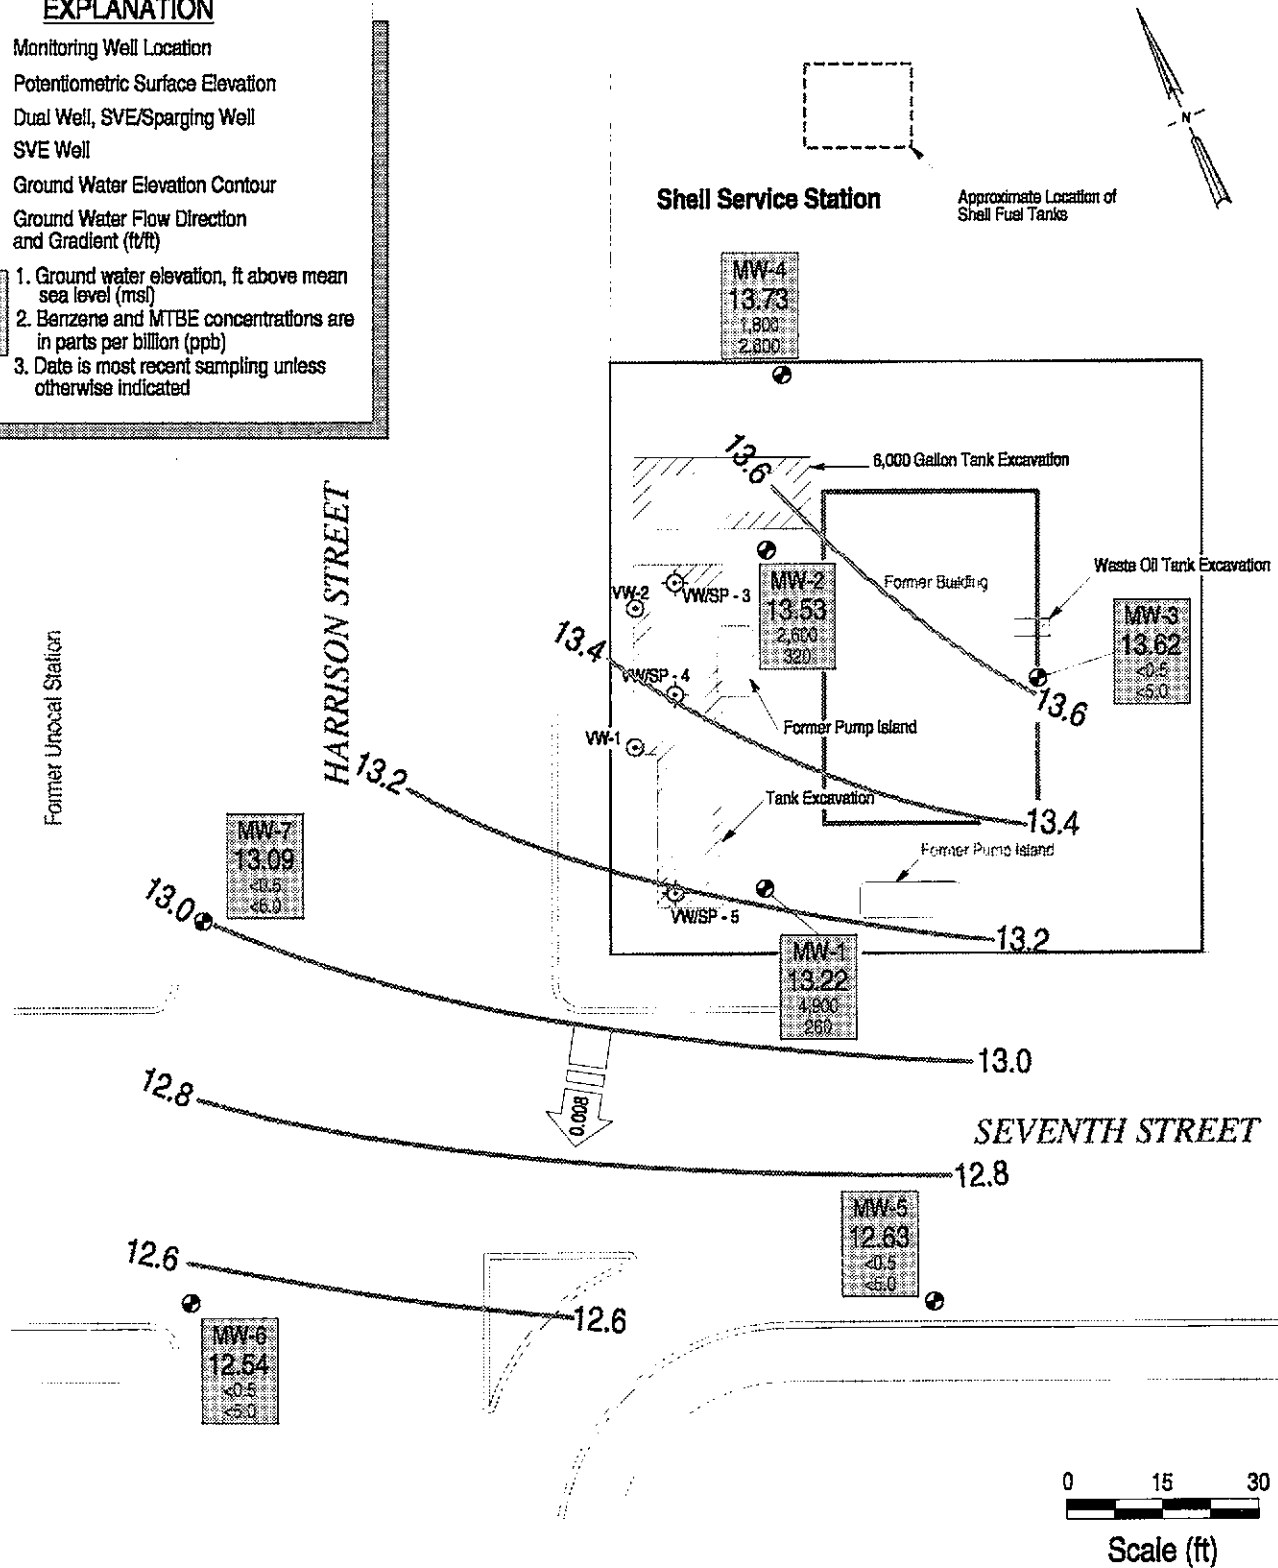 EXPLANATION
Monitoring Well Location
Potentiometric Surface Elevation
Dual Well, SVE/Sparging Well
SVE Well
Ground Water Elevation Contour
Ground Water Flow Direction
and Gradient (ft/ft)
1. Ground water elevation, ft above mean
sea level (msl)
2. Benzene and MTBE concentrations are
in parts per billion (ppb)
3. Date is most recent sampling unless
otherwise indicated
N
Shell Service Station
Approximate Location of
Shell Fuel Tanks
MW-4
13.73
1,800
2,800
13.6
6,000 Gallon Tank Excavation
Former Building
Waste Oil Tank Excavation
MW-2
13.53
2,600
320
MW-3
13.62
<0.5
<5.0
13.6
VW-2
VW/SP - 3
13.4
VW/SP - 4
Former Pump Island
VW-1
Tank Excavation
13.4
Former Pump Island
HARRISON STREET
Former Unocal Station
13.2
MW-7
13.09
<0.5
<5.0
13.0
VW/SP - 5
13.2
MW-1
13.22
4,900
260
13.0
0.008
12.8
SEVENTH STREET
12.8
MW-5
12.63
<0.5
<5.0
12.6
12.6
MW-6
12.54
<0.5
<5.0
0 15 30
Scale (ft)